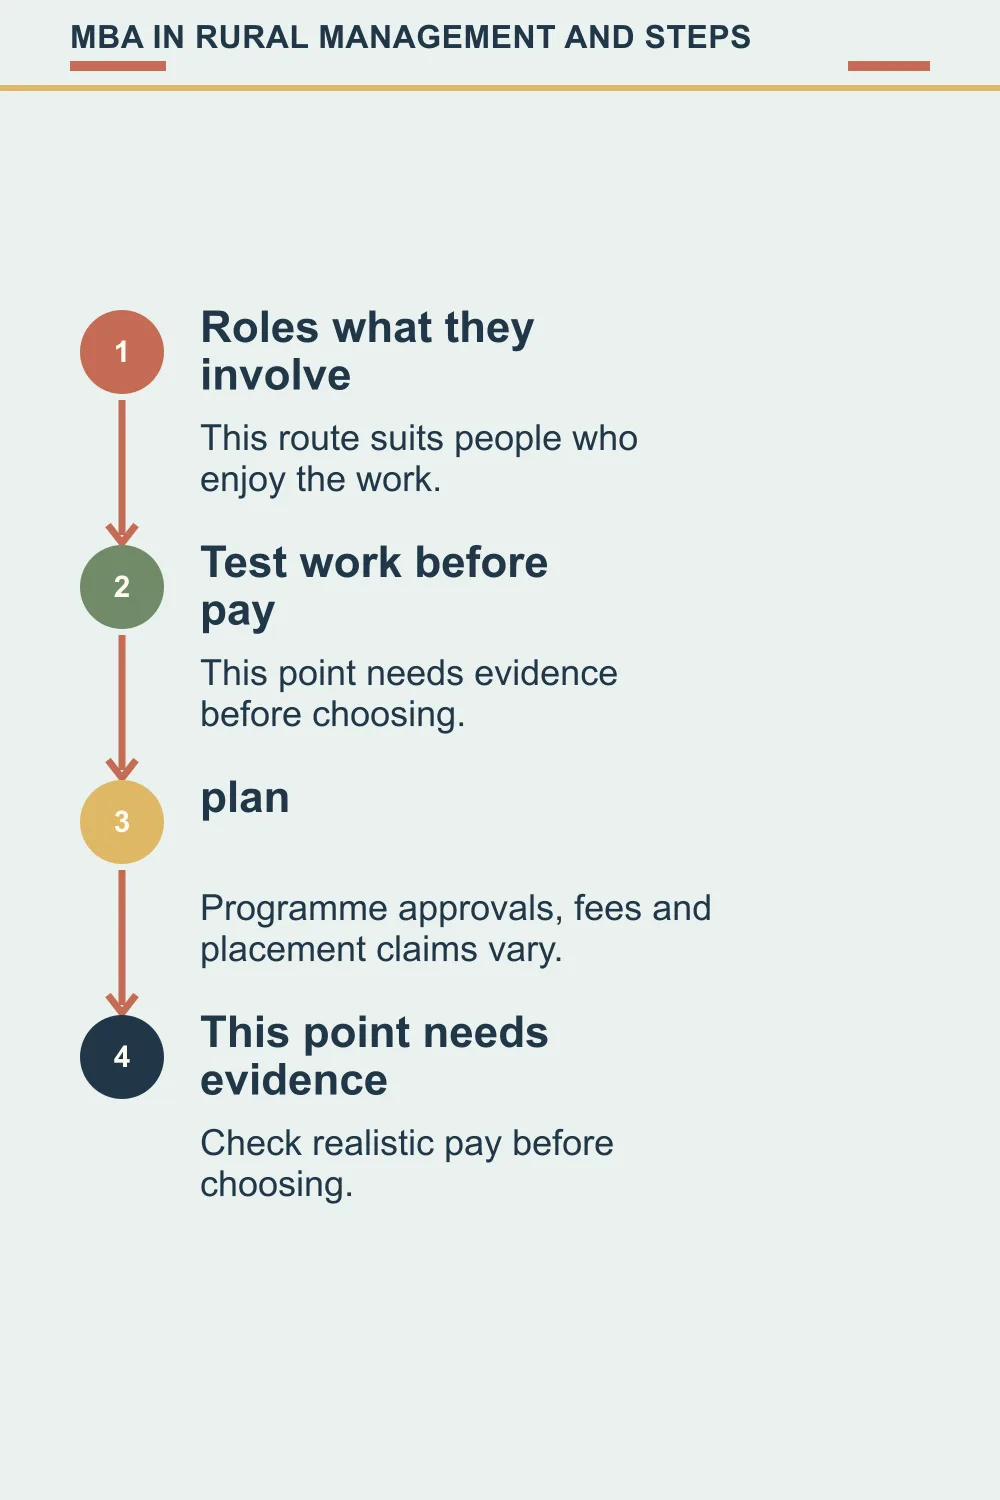 MBA IN RURAL MANAGEMENT AND STEPS
1
Roles what they
involve
This route suits people who
enjoy the work.
2
Test work before
pay
This point needs evidence
before choosing.
3
plan
Programme approvals, fees and
placement claims vary.
4
This point needs
evidence
Check realistic pay before
choosing.